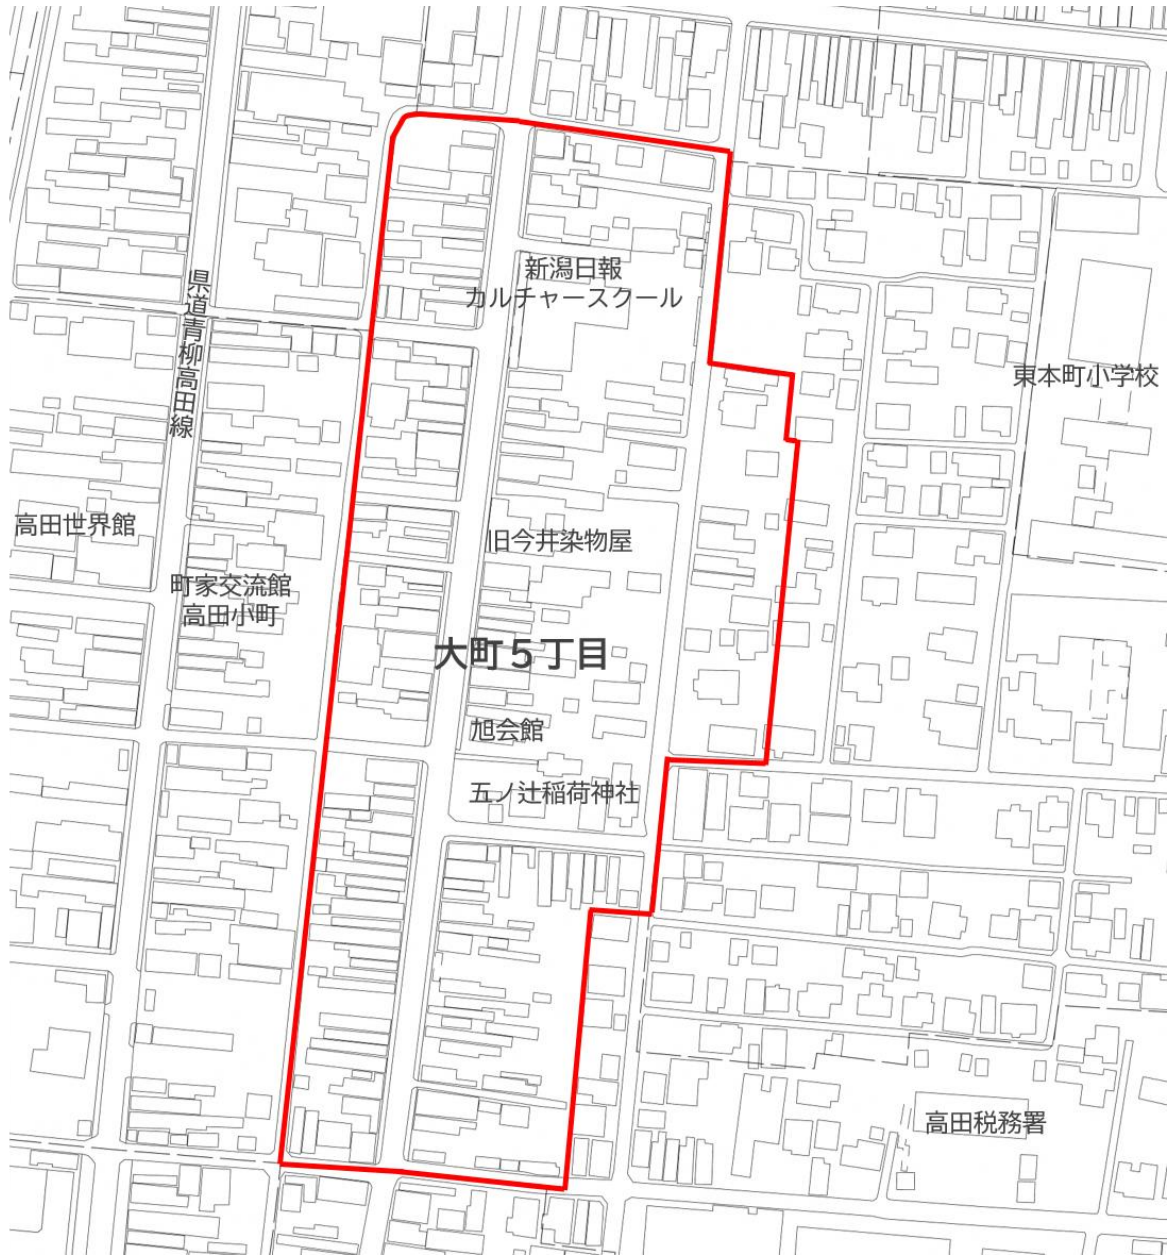 新潟日報
カルチャースクール
県道青柳高田線
東本町小学校
高田世界館
旧今井染物屋
町家交流館
高田小町
大町5丁目
旭会館
五ノ辻稲荷神社
高田税務署